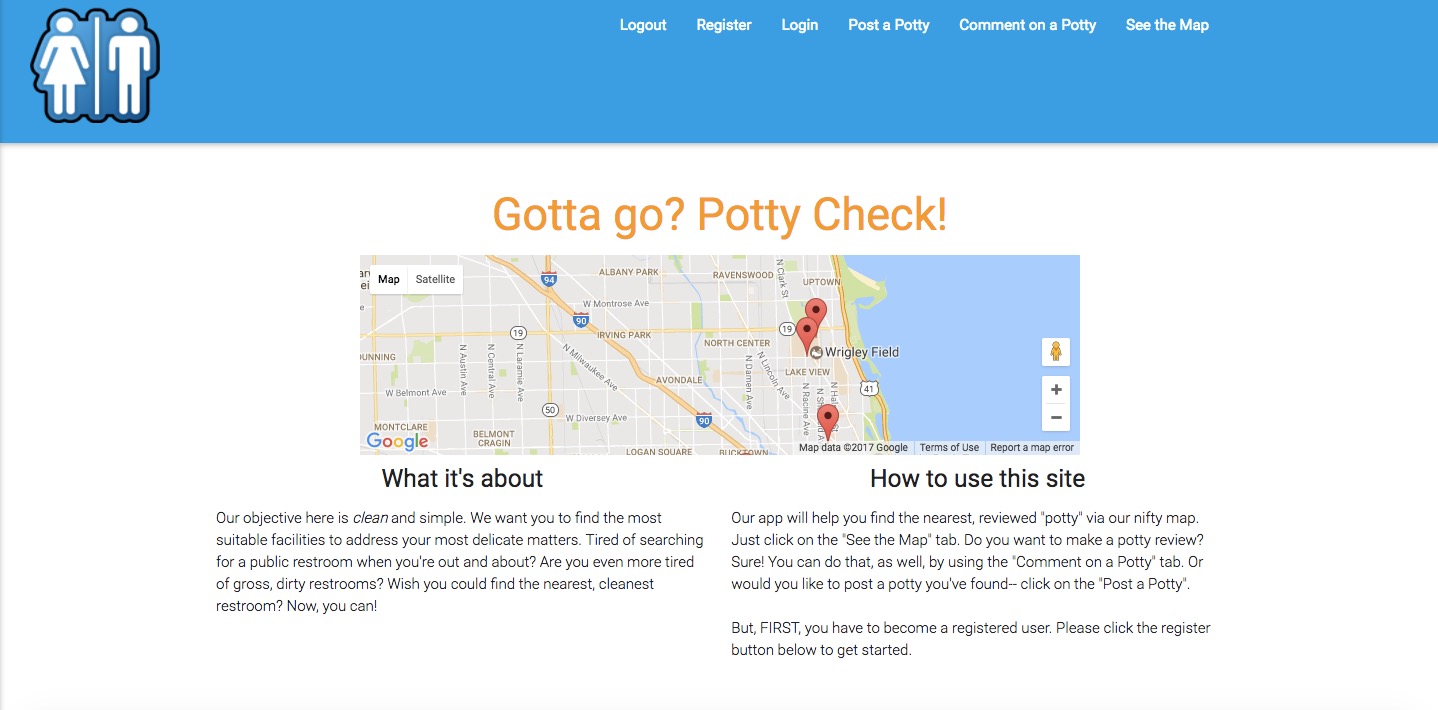 Logout Register Login Post a Potty Comment on a Potty See the Map
Gotta go? Potty Check!
Map Satellite
94
ALBANY PARK
RAVENSWOOD
N Clark St
UPTOWN
W Montrose Ave
90
19
19
IRVING PARK
NORTH CENTER
Wrigley Field
DUNNING
N Austin Ave
N Central Ave
N Laramie Ave
N Milwaukee Ave
N Damen Ave
N Lincoln Ave
LAKE VIEW
AVONDALE
W Belmont Ave
N Racine Ave
41
50
W Diversey Ave
90
MONTCLARE
BELMONT
CRAGIN
LOGAN SQUARE
BUCKTOWN
Google
Map data ©2017 Google Terms of Use Report a map error
What it's about
Our objective here is clean and simple. We want you to find the most
suitable facilities to address your most delicate matters. Tired of searching
for a public restroom when you're out and about? Are you even more tired
of gross, dirty restrooms? Wish you could find the nearest, cleanest
restroom? Now, you can!
How to use this site
Our app will help you find the nearest, reviewed "potty" via our nifty map.
Just click on the "See the Map" tab. Do you want to make a potty review?
Sure! You can do that, as well, by using the "Comment on a Potty" tab. Or
would you like to post a potty you've found-- click on the "Post a Potty".
But, FIRST, you have to become a registered user. Please click the register
button below to get started.